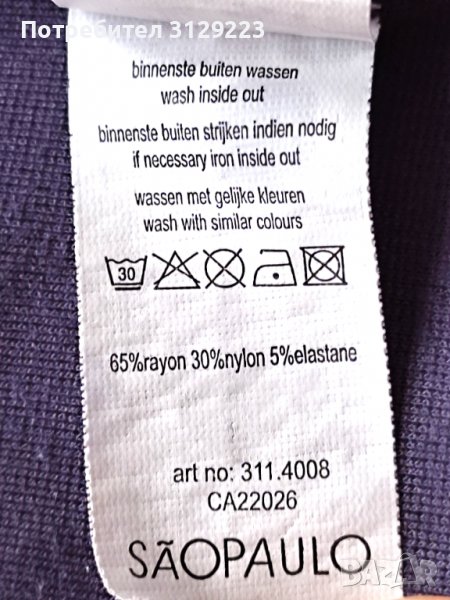 Потребител 3129223
binnenste buiten wassen
wash inside out
binnenste buiten strijken indien nodig
if necessary iron inside out
wassen met gelijke kleuren
wash with similar colours
30
65%rayon 30%nylon 5%elastane
art no: 311.4008
CA22026
SÃOPAULO
BAZAR